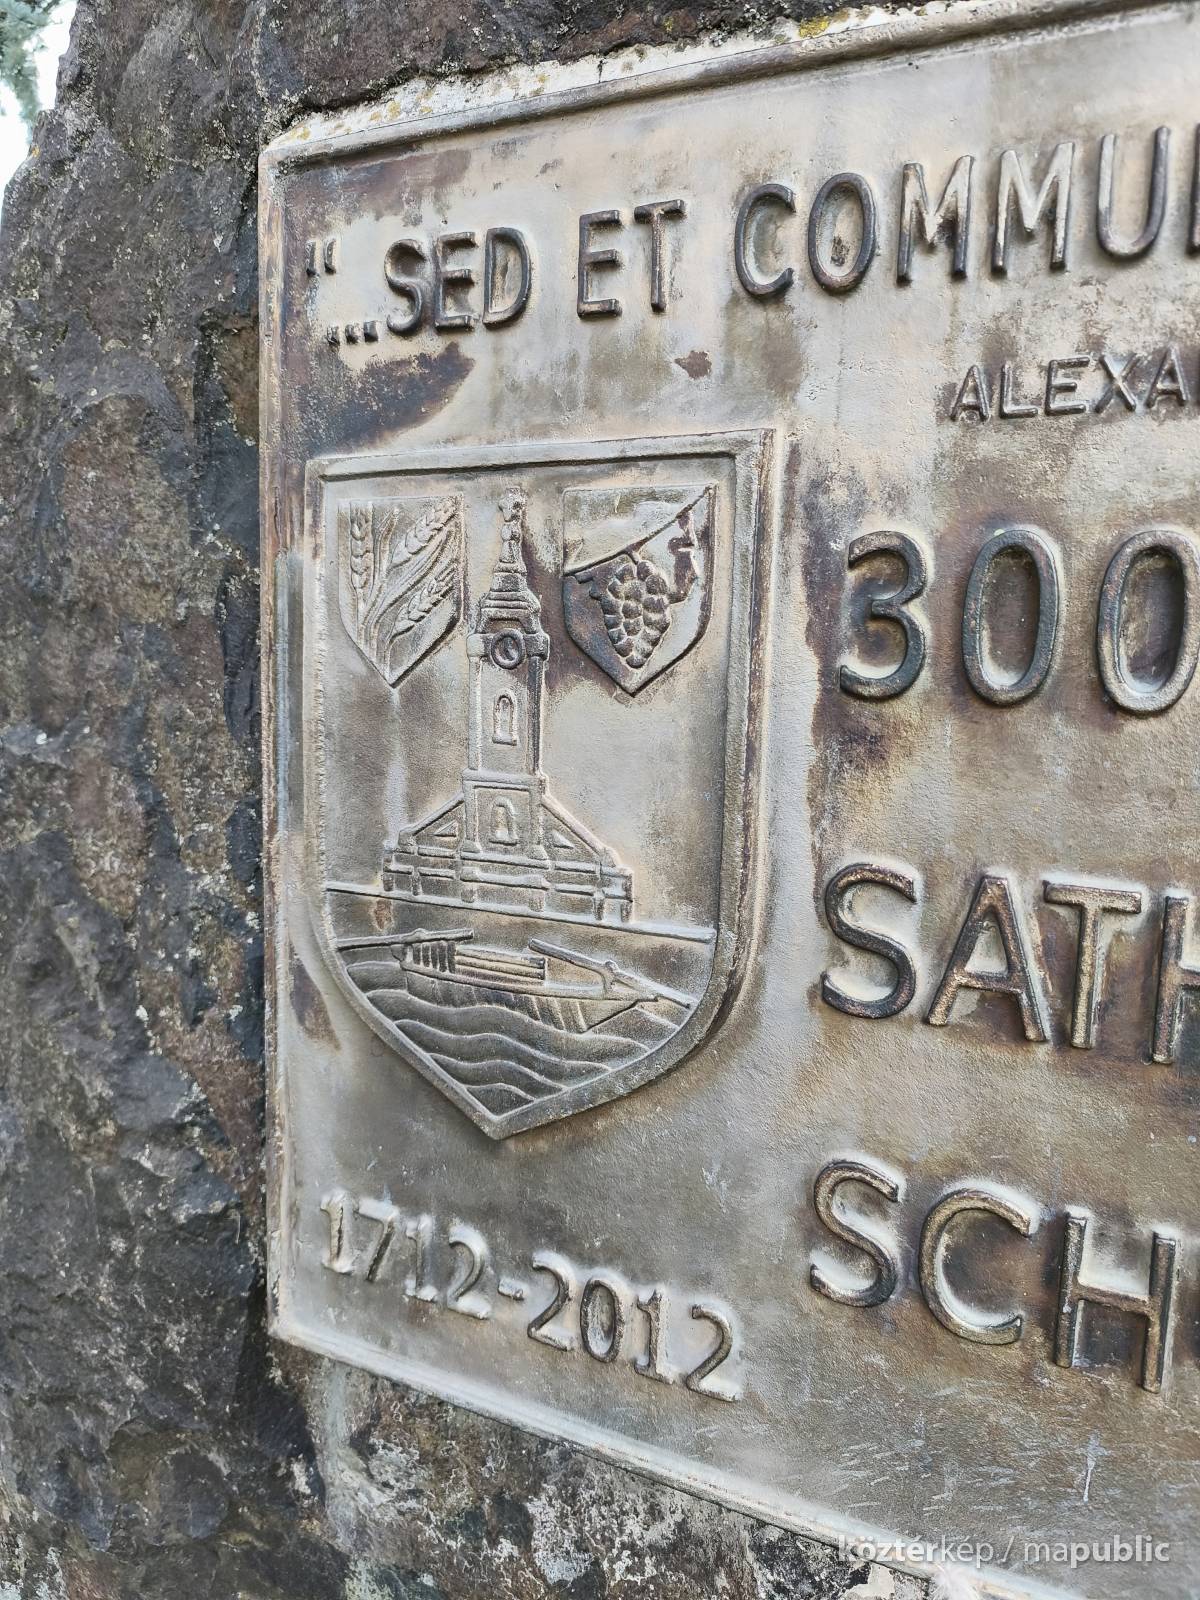 “...SED ET COMMU
ALEXA
300
SATH
SCH
1712-2012
köztérkép / mapublic